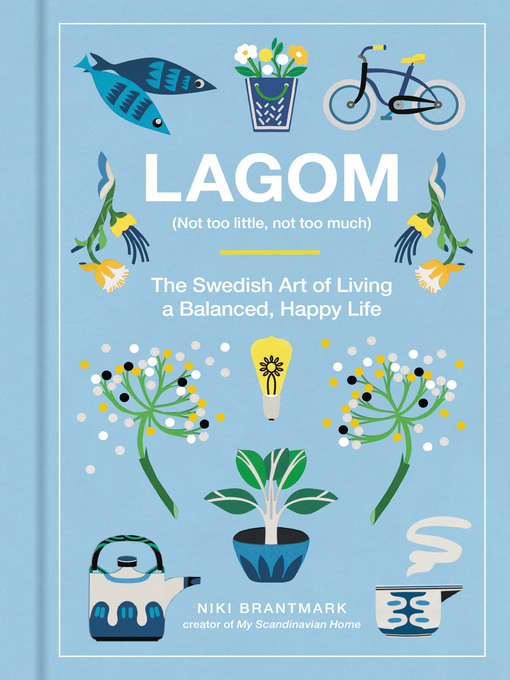 LAGOM
(Not too little, not too much)
The Swedish Art of Living
a Balanced, Happy Life
NIKI BRANTMARK
creator of My Scandinavian Home